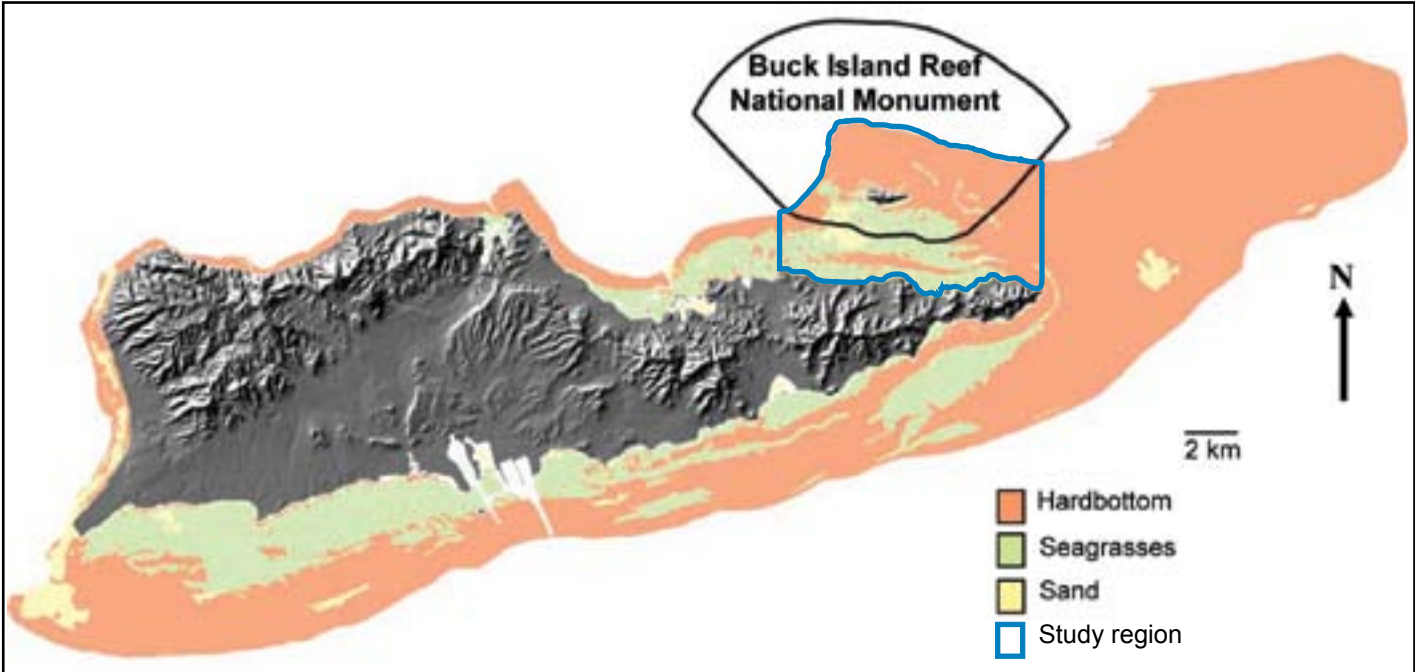 Buck Island Reef
National Monument
N
2 km
Hardbottom
Seagrasses
Sand
Study region